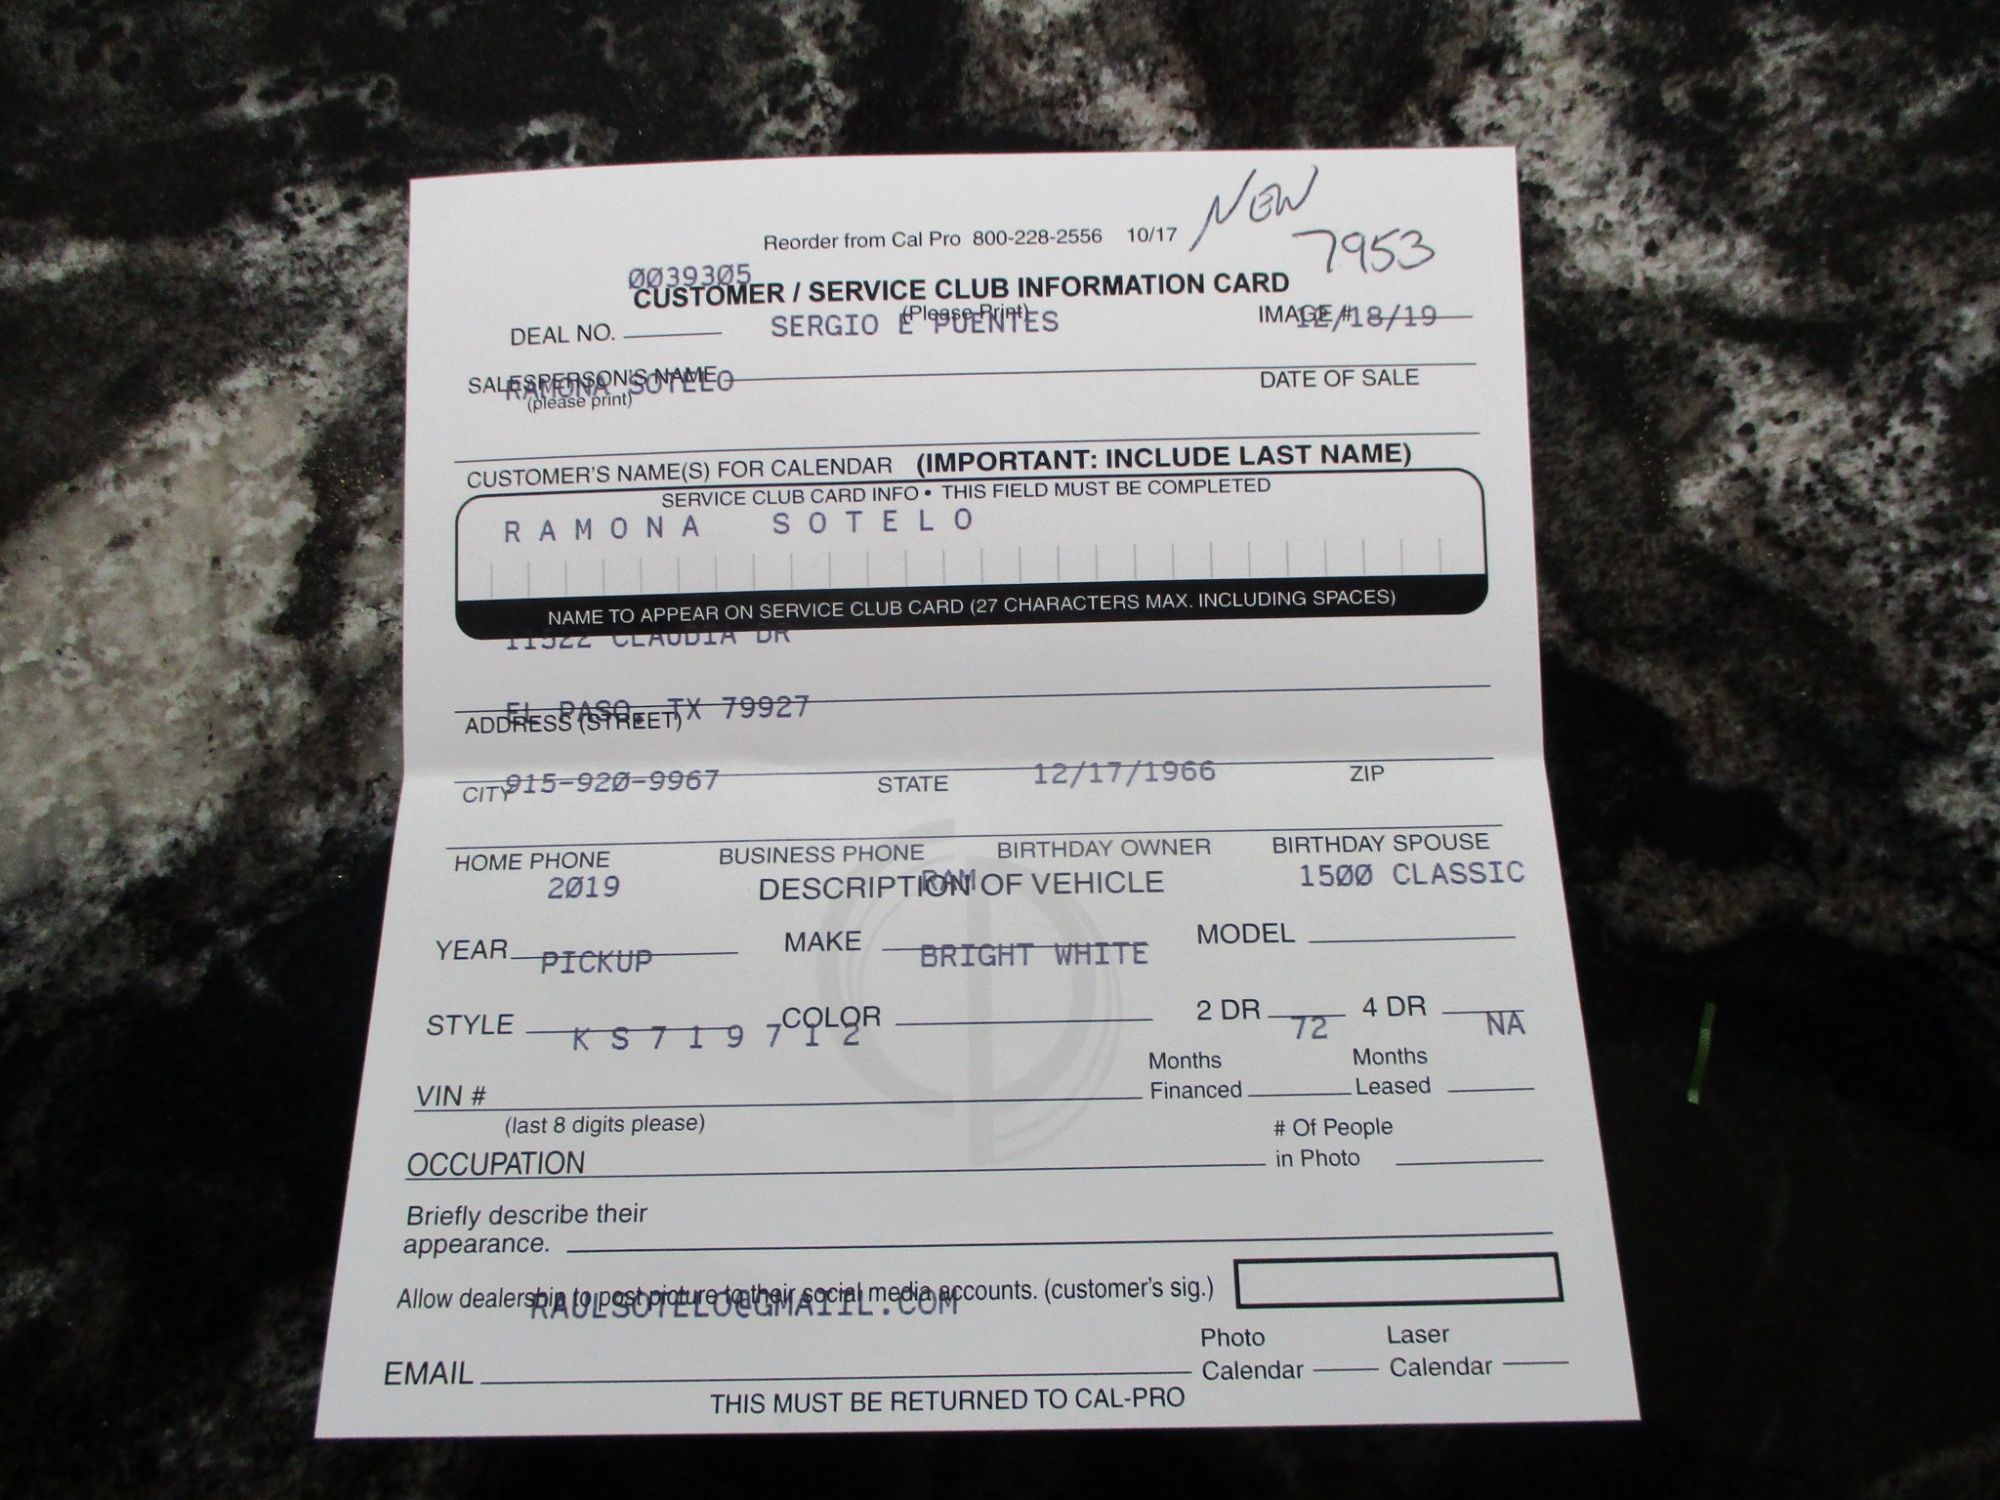 NEW
Reorder from Cal Pro 800-228-2556 10/17
7953
0039305
CUSTOMER / SERVICE CLUB INFORMATION CARD
(Please Print)
DEAL NO. SERGIO E PUENTES IMAGE # 12/18/19
SALESPERSON'S NAME DATE OF SALE
RAMONA SOTELO
(please print)
CUSTOMER'S NAME(S) FOR CALENDAR (IMPORTANT: INCLUDE LAST NAME)
SERVICE CLUB CARD INFO • THIS FIELD MUST BE COMPLETED
RAMONA SOTELO
NAME TO APPEAR ON SERVICE CLUB CARD (27 CHARACTERS MAX. INCLUDING SPACES)
11522 CLAUDIA DR
EL PASO, TX 79927
ADDRESS (STREET)
915-920-9967 12/17/1966
CITY STATE ZIP
HOME PHONE BUSINESS PHONE BIRTHDAY OWNER BIRTHDAY SPOUSE
2019 RAM 1500 CLASSIC
DESCRIPTION OF VEHICLE
YEAR MAKE MODEL
PICKUP BRIGHT WHITE
STYLE COLOR 2 DR 4 DR
KS719712 72 NA
Months Months
VIN # Financed Leased
(last 8 digits please)
# Of People
OCCUPATION in Photo
Briefly describe their
appearance.
Allow dealership to post picture to their social media accounts. (customer's sig.)
RAULSOTELO@GMAIIL.COM
Photo Laser
EMAIL Calendar Calendar
THIS MUST BE RETURNED TO CAL-PRO